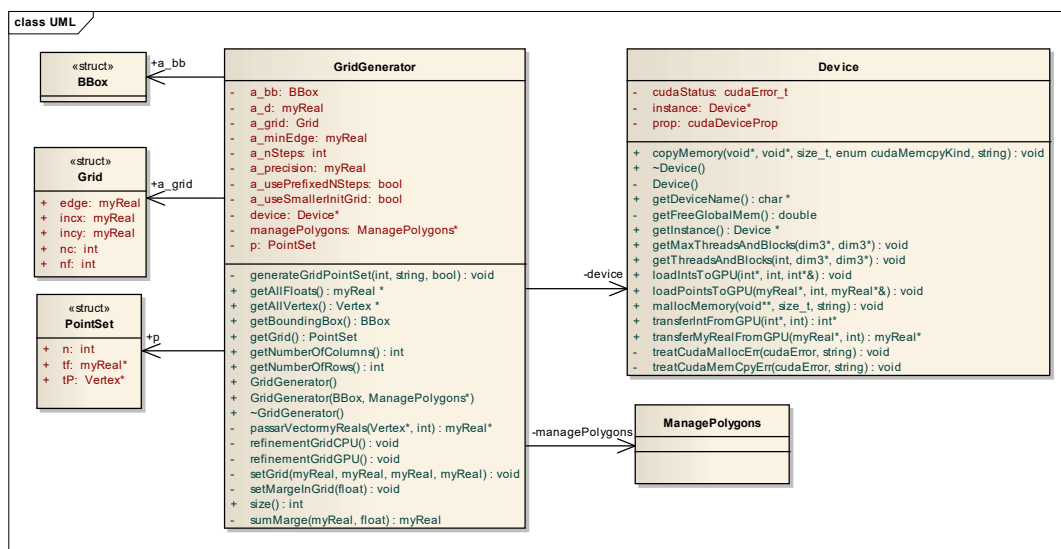 class UML
«struct»
BBox
+a_bb
«struct»
Grid
+ edge: myReal
+ incx: myReal
+ incy: myReal
+ nc: int
+ nf: int
+a_grid
«struct»
PointSet
+ n: int
+ tf: myReal*
+ tP: Vertex*
+p
GridGenerator
- a_bb: BBox
- a_d: myReal
- a_grid: Grid
- a_minEdge: myReal
- a_nSteps: int
- a_precision: myReal
- a_usePrefixedNSteps: bool
- a_useSmallerInitGrid: bool
- device: Device*
- managePolygons: ManagePolygons*
- p: PointSet
- generateGridPointSet(int, string, bool) : void
+ getAllFloats() : myReal *
+ getAllVertex() : Vertex *
+ getBoundingBox() : BBox
+ getGrid() : PointSet
+ getNumberOfColumns() : int
+ getNumberOfRows() : int
+ GridGenerator()
+ GridGenerator(BBox, ManagePolygons*)
+ ~GridGenerator()
- passarVectormyReals(Vertex*, int) : myReal*
- refinementGridCPU() : void
- refinementGridGPU() : void
- setGrid(myReal, myReal, myReal, myReal) : void
- setMargeInGrid(float) : void
+ size() : int
- sumMarge(myReal, float) : myReal
-device
-managePolygons
Device
- cudaStatus: cudaError_t
- instance: Device*
- prop: cudaDeviceProp
+ copyMemory(void*, void*, size_t, enum cudaMemcpyKind, string) : void
+ ~Device()
- Device()
+ getDeviceName() : char *
- getFreeGlobalMem() : double
+ getInstance() : Device *
+ getMaxThreadsAndBlocks(dim3*, dim3*) : void
+ getThreadsAndBlocks(int, dim3*, dim3*) : void
+ loadIntsToGPU(int*, int, int*&) : void
+ loadPointsToGPU(myReal*, int, myReal*&) : void
+ mallocMemory(void**, size_t, string) : void
+ transferIntFromGPU(int*, int) : int*
+ transferMyRealFromGPU(myReal*, int) : myReal*
- treatCudaMallocErr(cudaError, string) : void
- treatCudaMemCpyErr(cudaError, string) : void
ManagePolygons